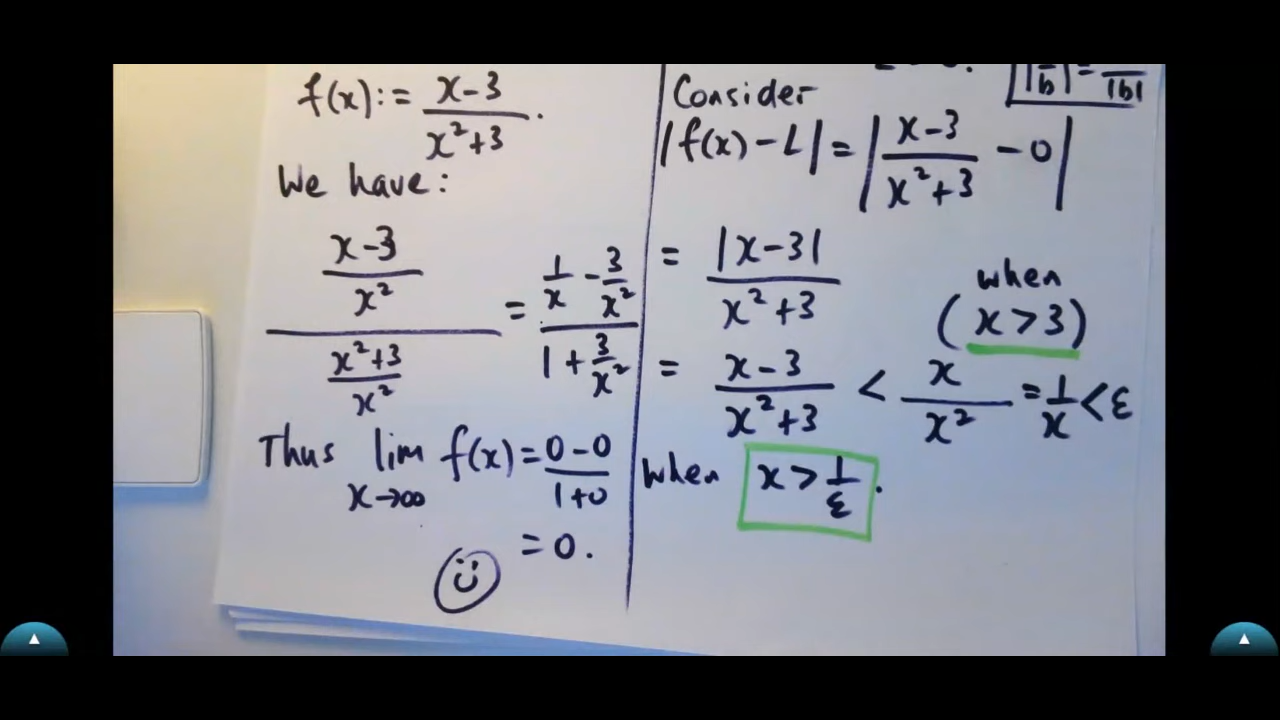 f(x):= x-3 / x²+3 .
We have:
x-3 / x² / x²+3 / x² = 1/x - 3/x² / 1 + 3/x²
Thus lim x→∞ f(x) = 0-0 / 1+0
= 0.
|b| = |b|
Consider
|f(x) - L| = | x-3 / x²+3 - 0 |
= |x-3| / x²+3
when
(x>3)
= x-3 / x²+3 < x / x² = 1/x < ε
when x > 1/ε .